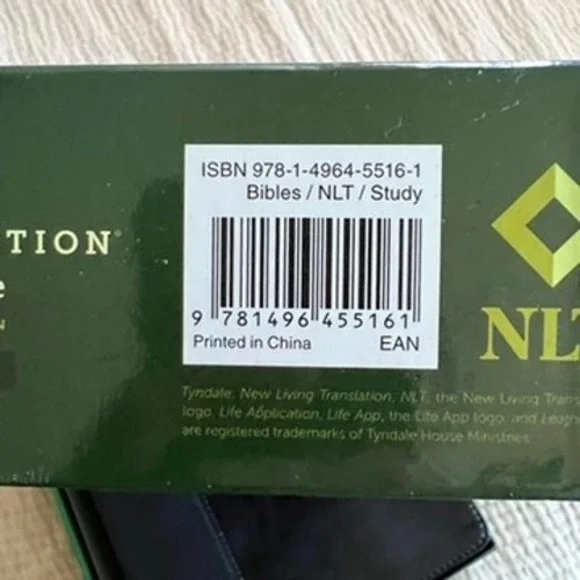 TION®
e
ISBN 978-1-4964-5516-1
Bibles / NLT / Study
9 781496 455161
Printed in China
EAN
NLT
Tyndale, New Living Translation, NLT, the New Living Trans
logo, Life Application, Life App, the Life App logo, and
are registered trademarks of Tyndale House Ministries.